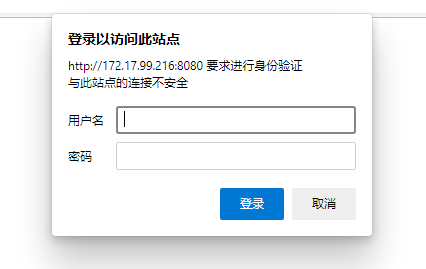 登录以访问此站点
http://172.17.99.216:8080 要求进行身份验证
与此站点的连接不安全
用户名
密码
登录 取消